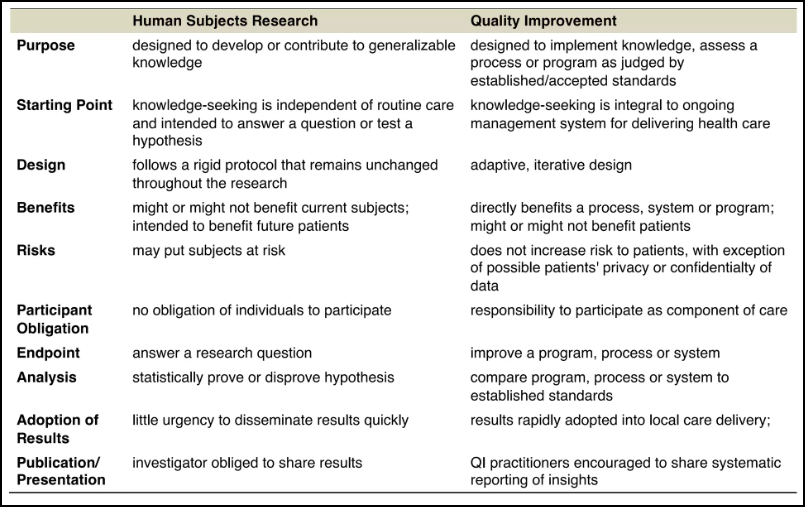 Human Subjects Research Quality Improvement
Purpose designed to develop or contribute to generalizable designed to implement knowledge, assess a
knowledge process or program as judged by
established/accepted standards
Starting Point knowledge-seeking is independent of routine care knowledge-seeking is integral to ongoing
and intended to answer a question or test a management system for delivering health care
hypothesis
Design follows a rigid protocol that remains unchanged adaptive, iterative design
throughout the research
Benefits might or might not benefit current subjects; directly benefits a process, system or program;
intended to benefit future patients might or might not benefit patients
Risks may put subjects at risk does not increase risk to patients, with exception
of possible patients' privacy or confidentialty of
data
Participant no obligation of individuals to participate responsibility to participate as component of care
Obligation
Endpoint answer a research question improve a program, process or system
Analysis statistically prove or disprove hypothesis compare program, process or system to
established standards
Adoption of little urgency to disseminate results quickly results rapidly adopted into local care delivery;
Results
Publication/ investigator obliged to share results QI practitioners encouraged to share systematic
Presentation reporting of insights